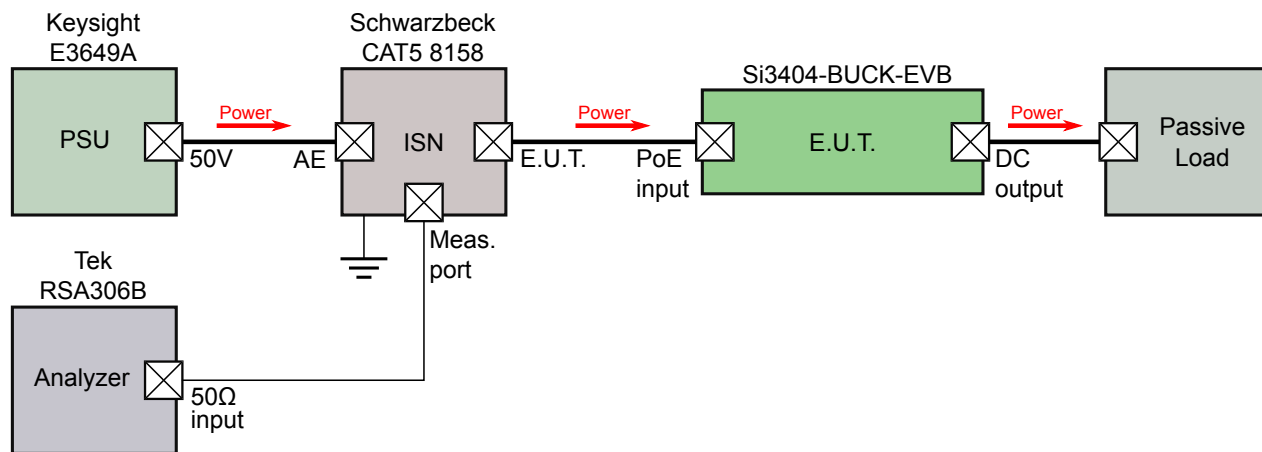 Keysight
E3649A
PSU
50V
Power
Schwarzbeck
CAT5 8158
AE
ISN
E.U.T.
Meas.
port
Power
Si3404-BUCK-EVB
PoE
input
E.U.T.
DC
output
Power
Passive
Load
Tek
RSA306B
Analyzer
50Ω
input